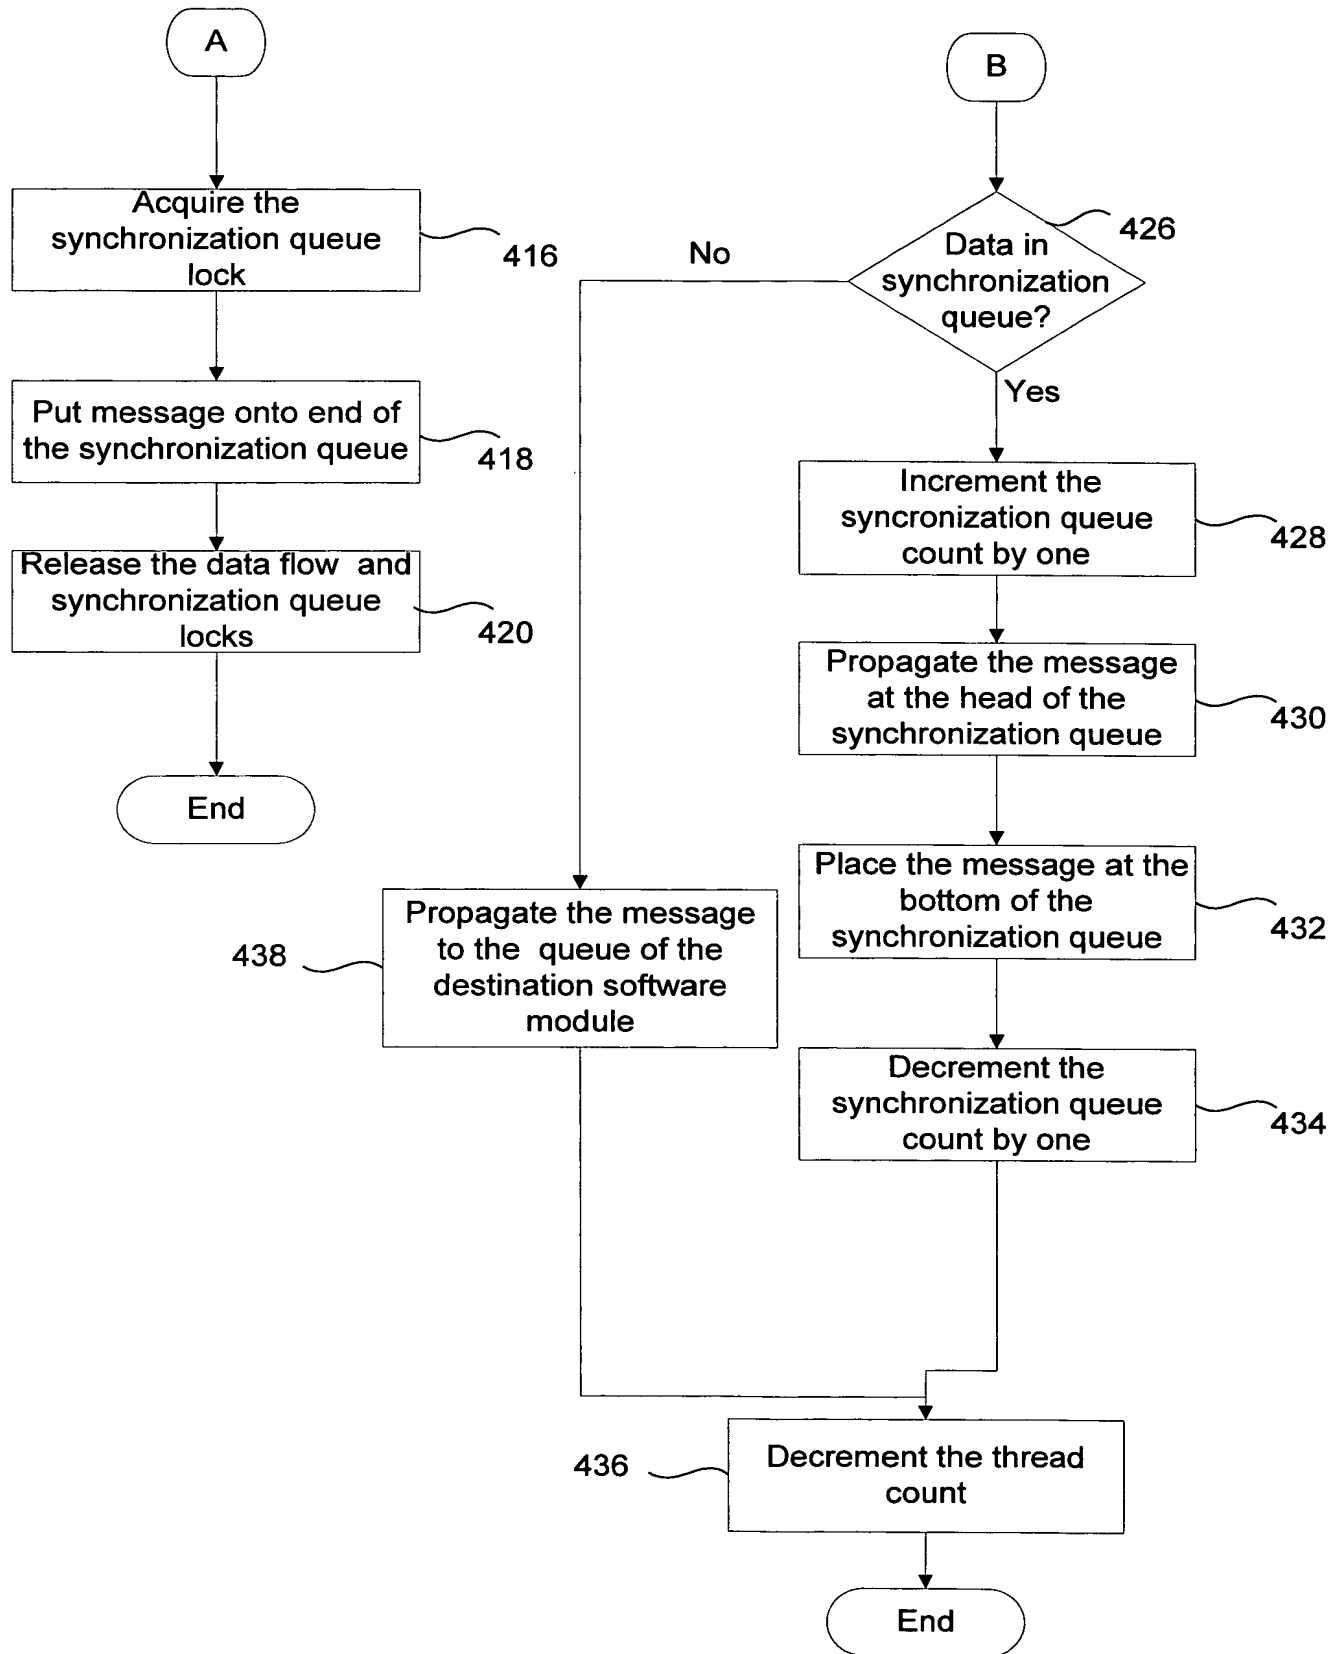 A
Acquire the
synchronization queue
lock
416
Put message onto end of
the synchronization queue
418
Release the data flow and
synchronization queue
locks
420
End
B
Data in
synchronization
queue?
426
No
Yes
Increment the
syncronization queue
count by one
428
Propagate the message
at the head of the
synchronization queue
430
Place the message at the
bottom of the
synchronization queue
432
Decrement the
synchronization queue
count by one
434
Propagate the message
to the queue of the
destination software
module
438
Decrement the thread
count
436
End